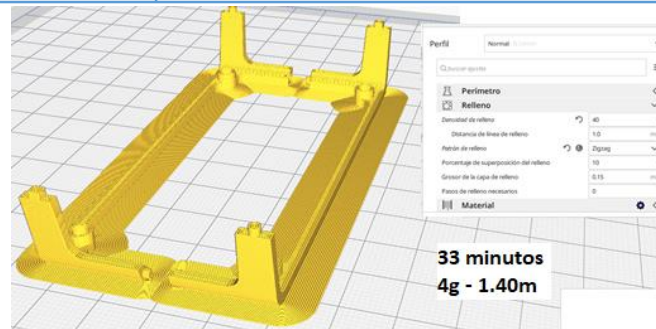 Perfil Normal
Buscar ajuste
Perímetro
Relleno
Densidad de relleno 40
Distancia de línea de relleno 1.0
Patrón de relleno Zigzag
Porcentaje de superposición del relleno 10
Grosor de la capa de relleno 0.15
Pasos de relleno necesarios 0
Material
33 minutos
4g - 1.40m